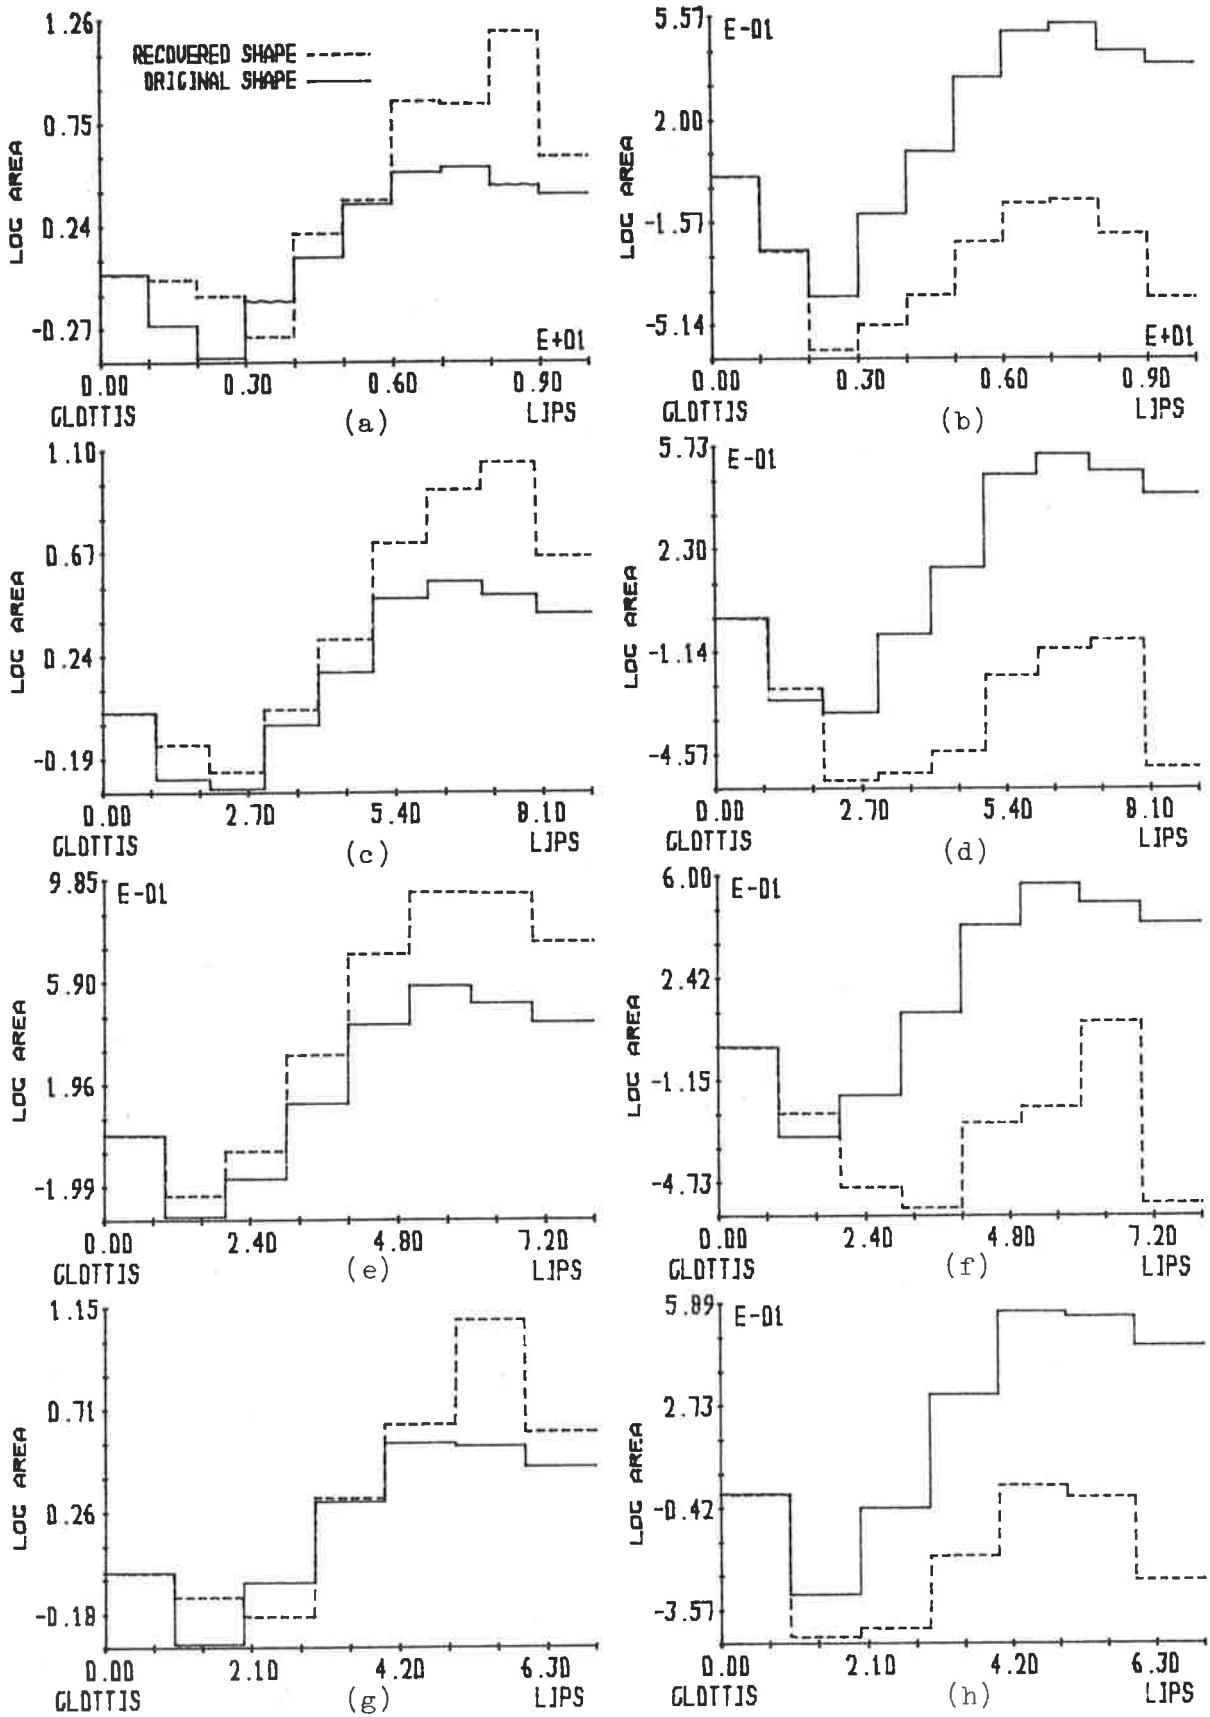 1.26
RECOVERED SHAPE
ORIGINAL SHAPE
0.75
0.24
-0.27
LOG AREA
E+01
0.00 0.30 0.60 0.90
GLOTTIS (a) LIPS
5.57 E-01
2.00
-1.57
-5.14
LOG AREA
E+01
0.00 0.30 0.60 0.90
GLOTTIS (b) LIPS
1.10
0.67
0.24
-0.19
LOG AREA
0.00 2.70 5.40 8.10
GLOTTIS (c) LIPS
5.73 E-01
2.30
-1.14
-4.57
LOG AREA
0.00 2.70 5.40 8.10
GLOTTIS (d) LIPS
9.85 E-01
5.90
1.96
-1.99
LOG AREA
0.00 2.40 4.80 7.20
GLOTTIS (e) LIPS
6.00 E-01
2.42
-1.15
-4.73
LOG AREA
0.00 2.40 4.80 7.20
GLOTTIS (f) LIPS
1.15
0.71
0.26
-0.18
LOG AREA
0.00 2.10 4.20 6.30
GLOTTIS (g) LIPS
5.89 E-01
2.73
-0.42
-3.57
LOG AREA
0.00 2.10 4.20 6.30
GLOTTIS (h) LIPS